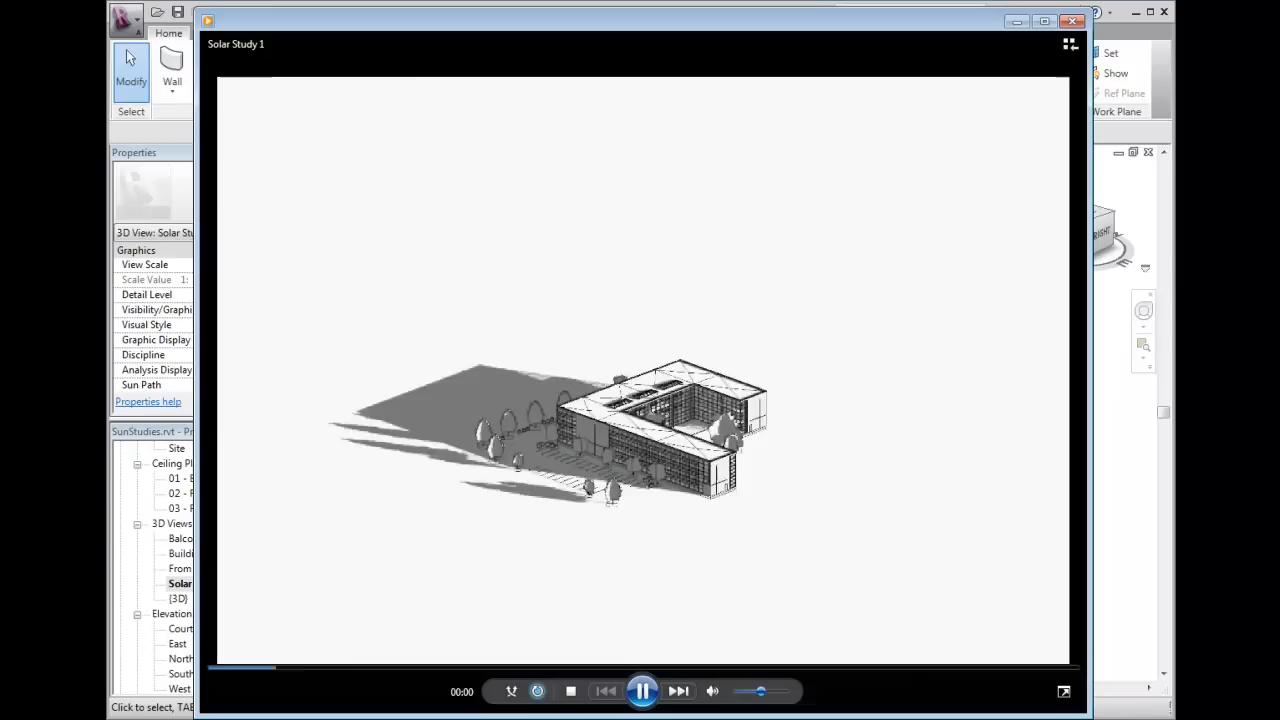 Home
Solar Study 1
Modify
Wall
Set
Show
Ref Plane
Select
Work Plane
Properties
RIGHT
3D View: Solar Stu
Graphics
View Scale
Scale Value 1:
Detail Level
Visibility/Graphi
Visual Style
Graphic Display
Discipline
Analysis Display
Sun Path
Properties help
SunStudies.rvt - Pr
Site
Ceiling Pl
01 - E
02 - F
03 - F
3D Views
Balco
Buildi
From
Solar
{3D}
Elevation
Court
East
North
South
West
00:00
Click to select, TAB